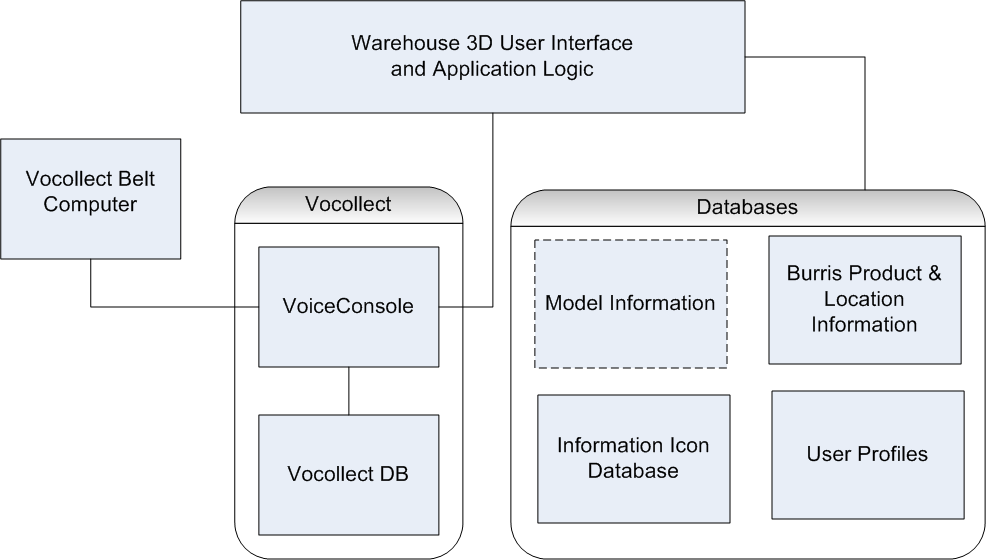 Warehouse 3D User Interface
and Application Logic
Vocollect Belt
Computer
Vocollect
VoiceConsole
Vocollect DB
Databases
Model Information
Burris Product &
Location
Information
Information Icon
Database
User Profiles